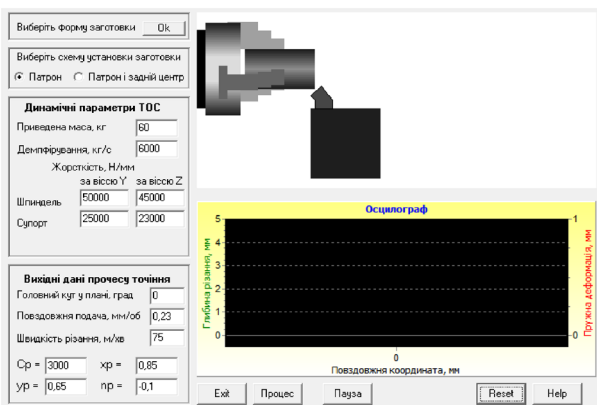 Виберіть форму заготовки Ok
Виберіть схему установки заготовки
Патрон Патрон і задній центр
Динамічні параметри ТОС
Приведена маса, кг 60
Демпфірування, кг/с 6000
Жорсткість, Н/мм
за віссю Y за віссю Z
Шпиндель 50000 45000
Супорт 25000 23000
Вихідні дані прочесу точіння
Головний кут у плані, град 0
Повздовжня подача, мм/об 0,23
Швидкість різання, м/хв 75
Cp = 3000 xp = 0,85
yp = 0,65 np = -0,1
Осцилограф
Глибина різання, мм
5
4
3
2
1
0
1
0
Пружна деформація, мм
0
Повздовжня координата, мм
Exit Процес Пауза Reset Help